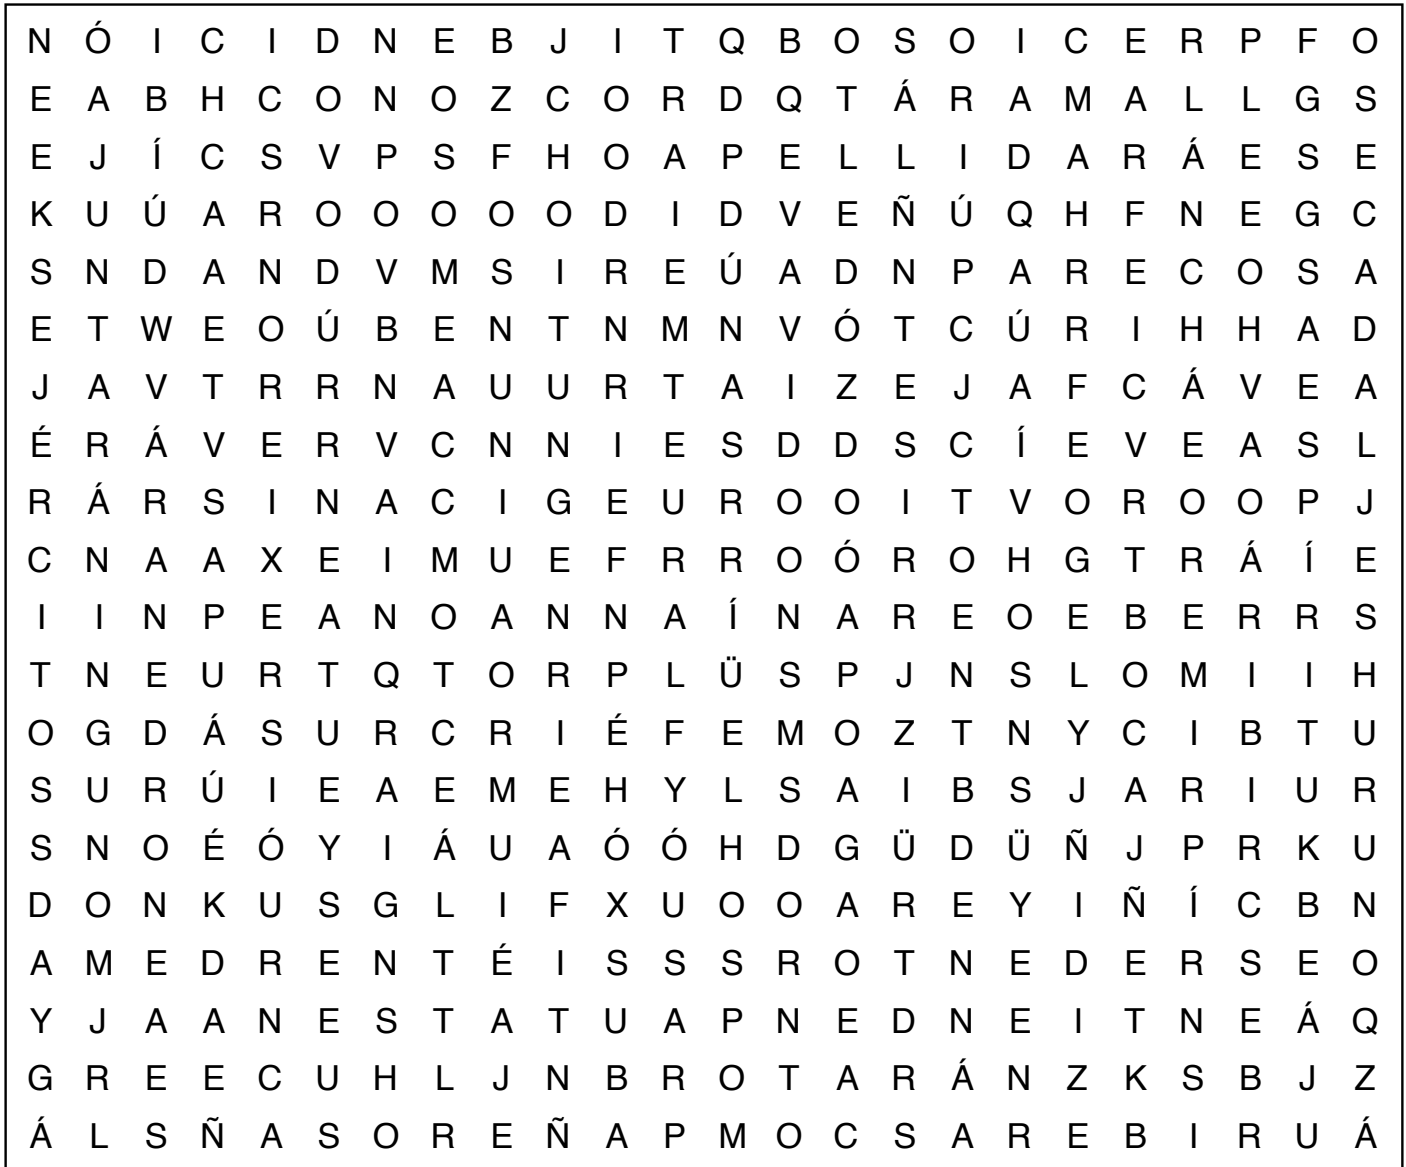 N Ó I C I D N E B J I T Q B O S O I C E R P F O
E A B H C O N O Z C O R D Q T Á R A M A L L G S
E J Í C S V P S F H O A P E L L I D A R Á E S E
K U Ú A R O O O O O D I D V E Ñ Ú Q H F N E G C
S N D A N D V M S I R E Ú A D N P A R E C O S A
E T W E O Ú B E N T N M N V Ó T C Ú R I H H A D
J A V T R R N A U U R T A I Z E J A F C Á V E A
É R Á V E R V C N N I E S D D S C Í E V E A S L
R Á R S I N A C I G E U R O O I T V O R O O P J
C N A A X E I M U E F R R O Ó R O H G T R Á Í E
I I N P E A N O A N N A Í N A R E O E B E R R S
T N E U R T Q T O R P L Ü S P J N S L O M I I H
O G D Á S U R C R I É F E M O Z T N Y C I B T U
S U R Ú I E A E M E H Y L S A I B S J A R I U R
S N O É Ó Y I Á U A Ó Ó H D G Ü D Ü Ñ J P R K U
D O N K U S G L I F X U O O A R E Y I Ñ Í C B N
A M E D R E N T É I S S S R O T N E D E R S E O
Y J A A N E S T A T U A P N E D N E I T N E Á Q
G R E E C U H L J N B R O T A R Á N Z K S B J Z
Á L S Ñ A S O R E Ñ A P M O C S A R E B I R U Á